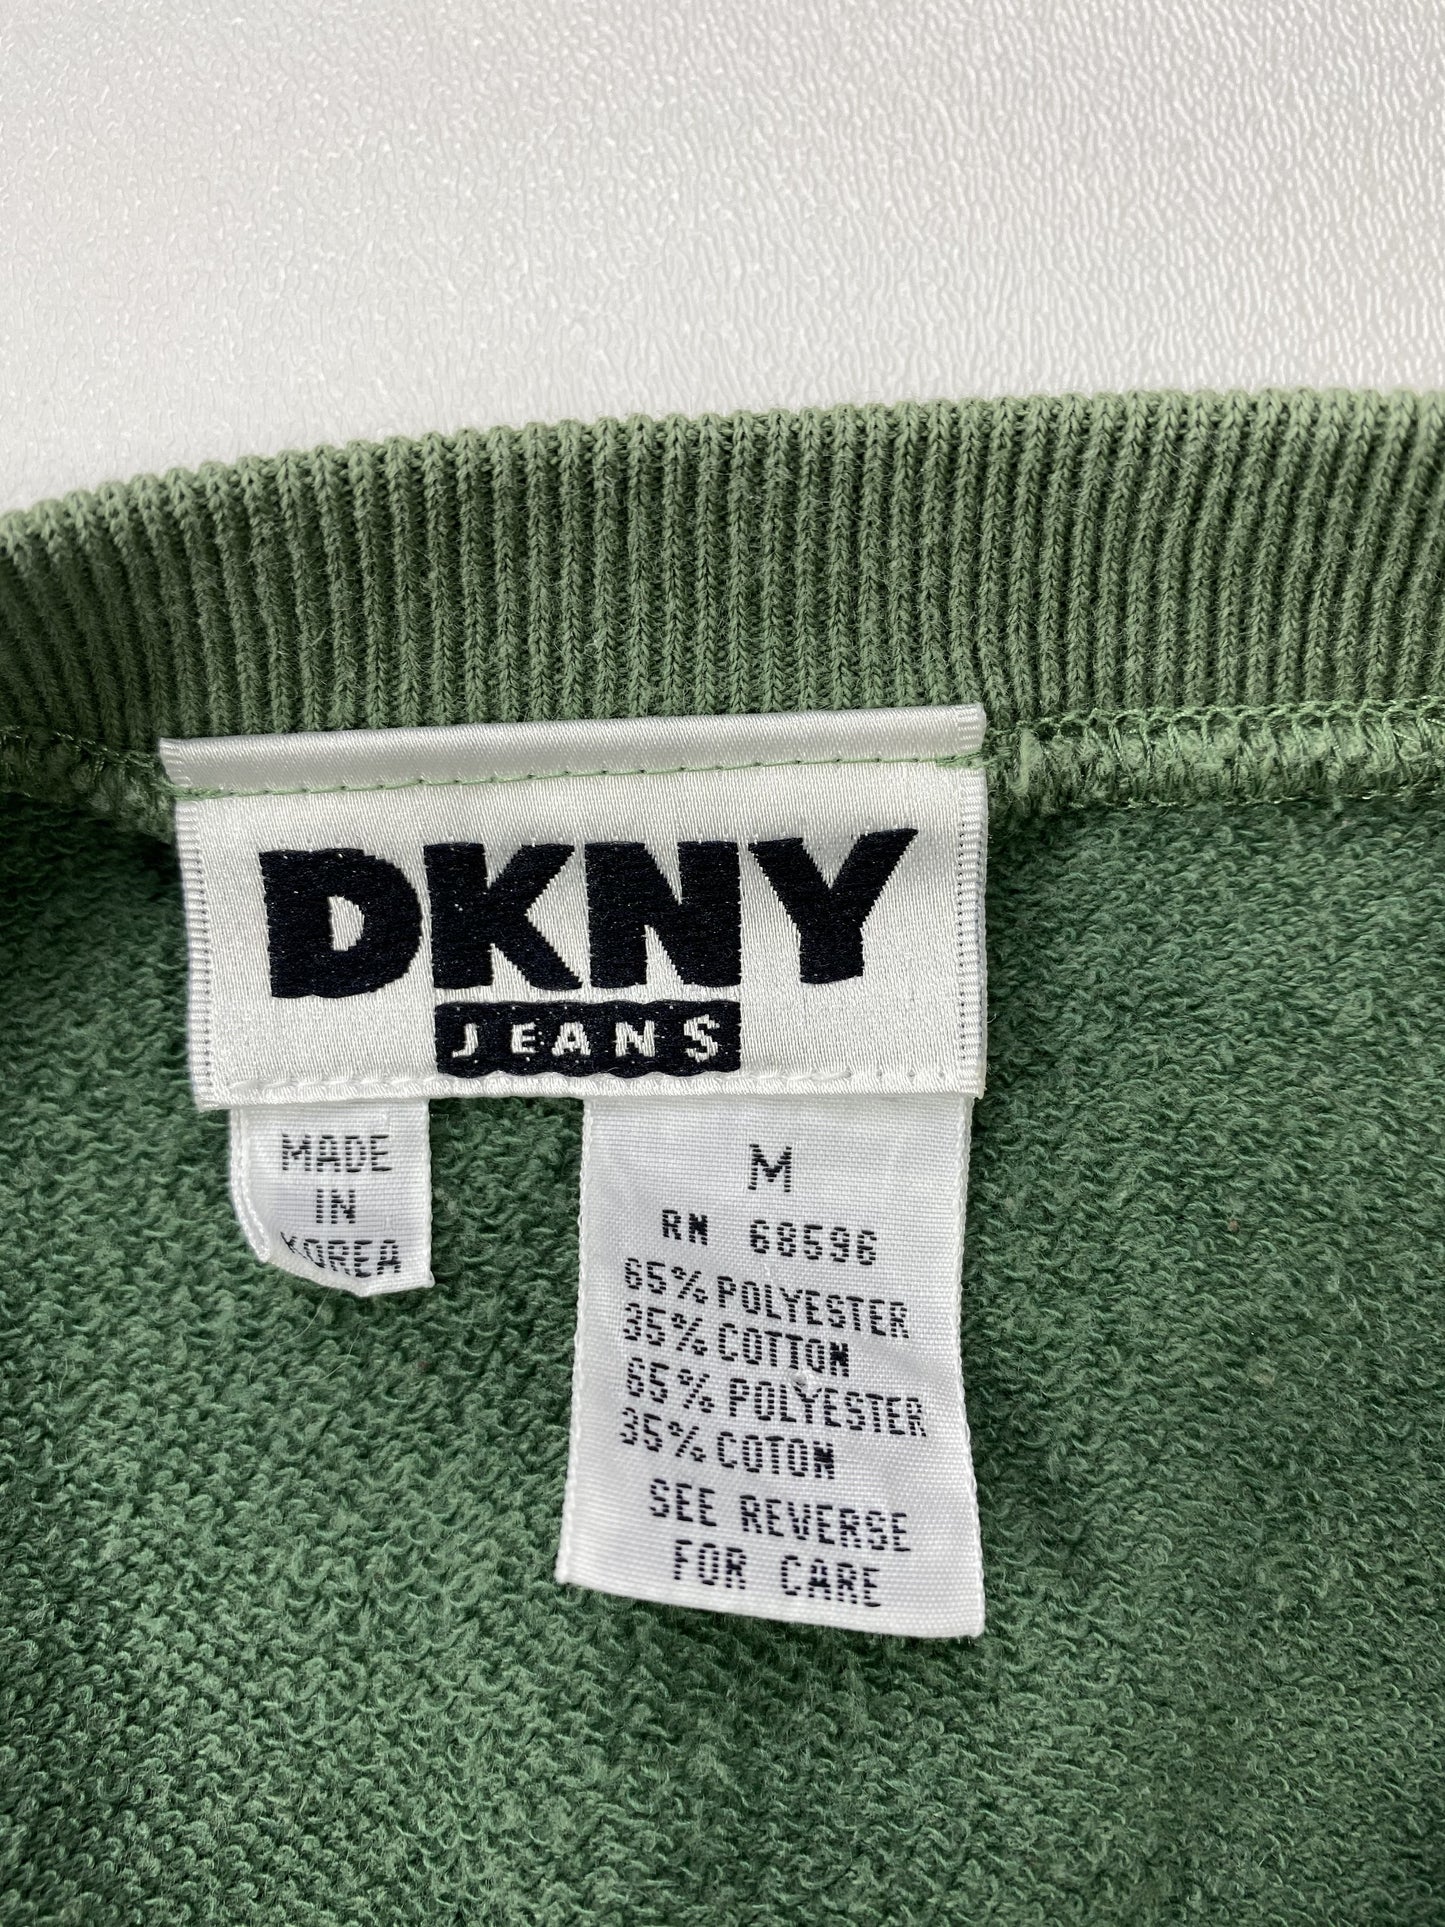 DKNY
JEANS
MADE
IN
KOREA
M
RN 68596
65% POLYESTER
35% COTTON
65% POLYESTER
35% COTON
SEE REVERSE
FOR CARE